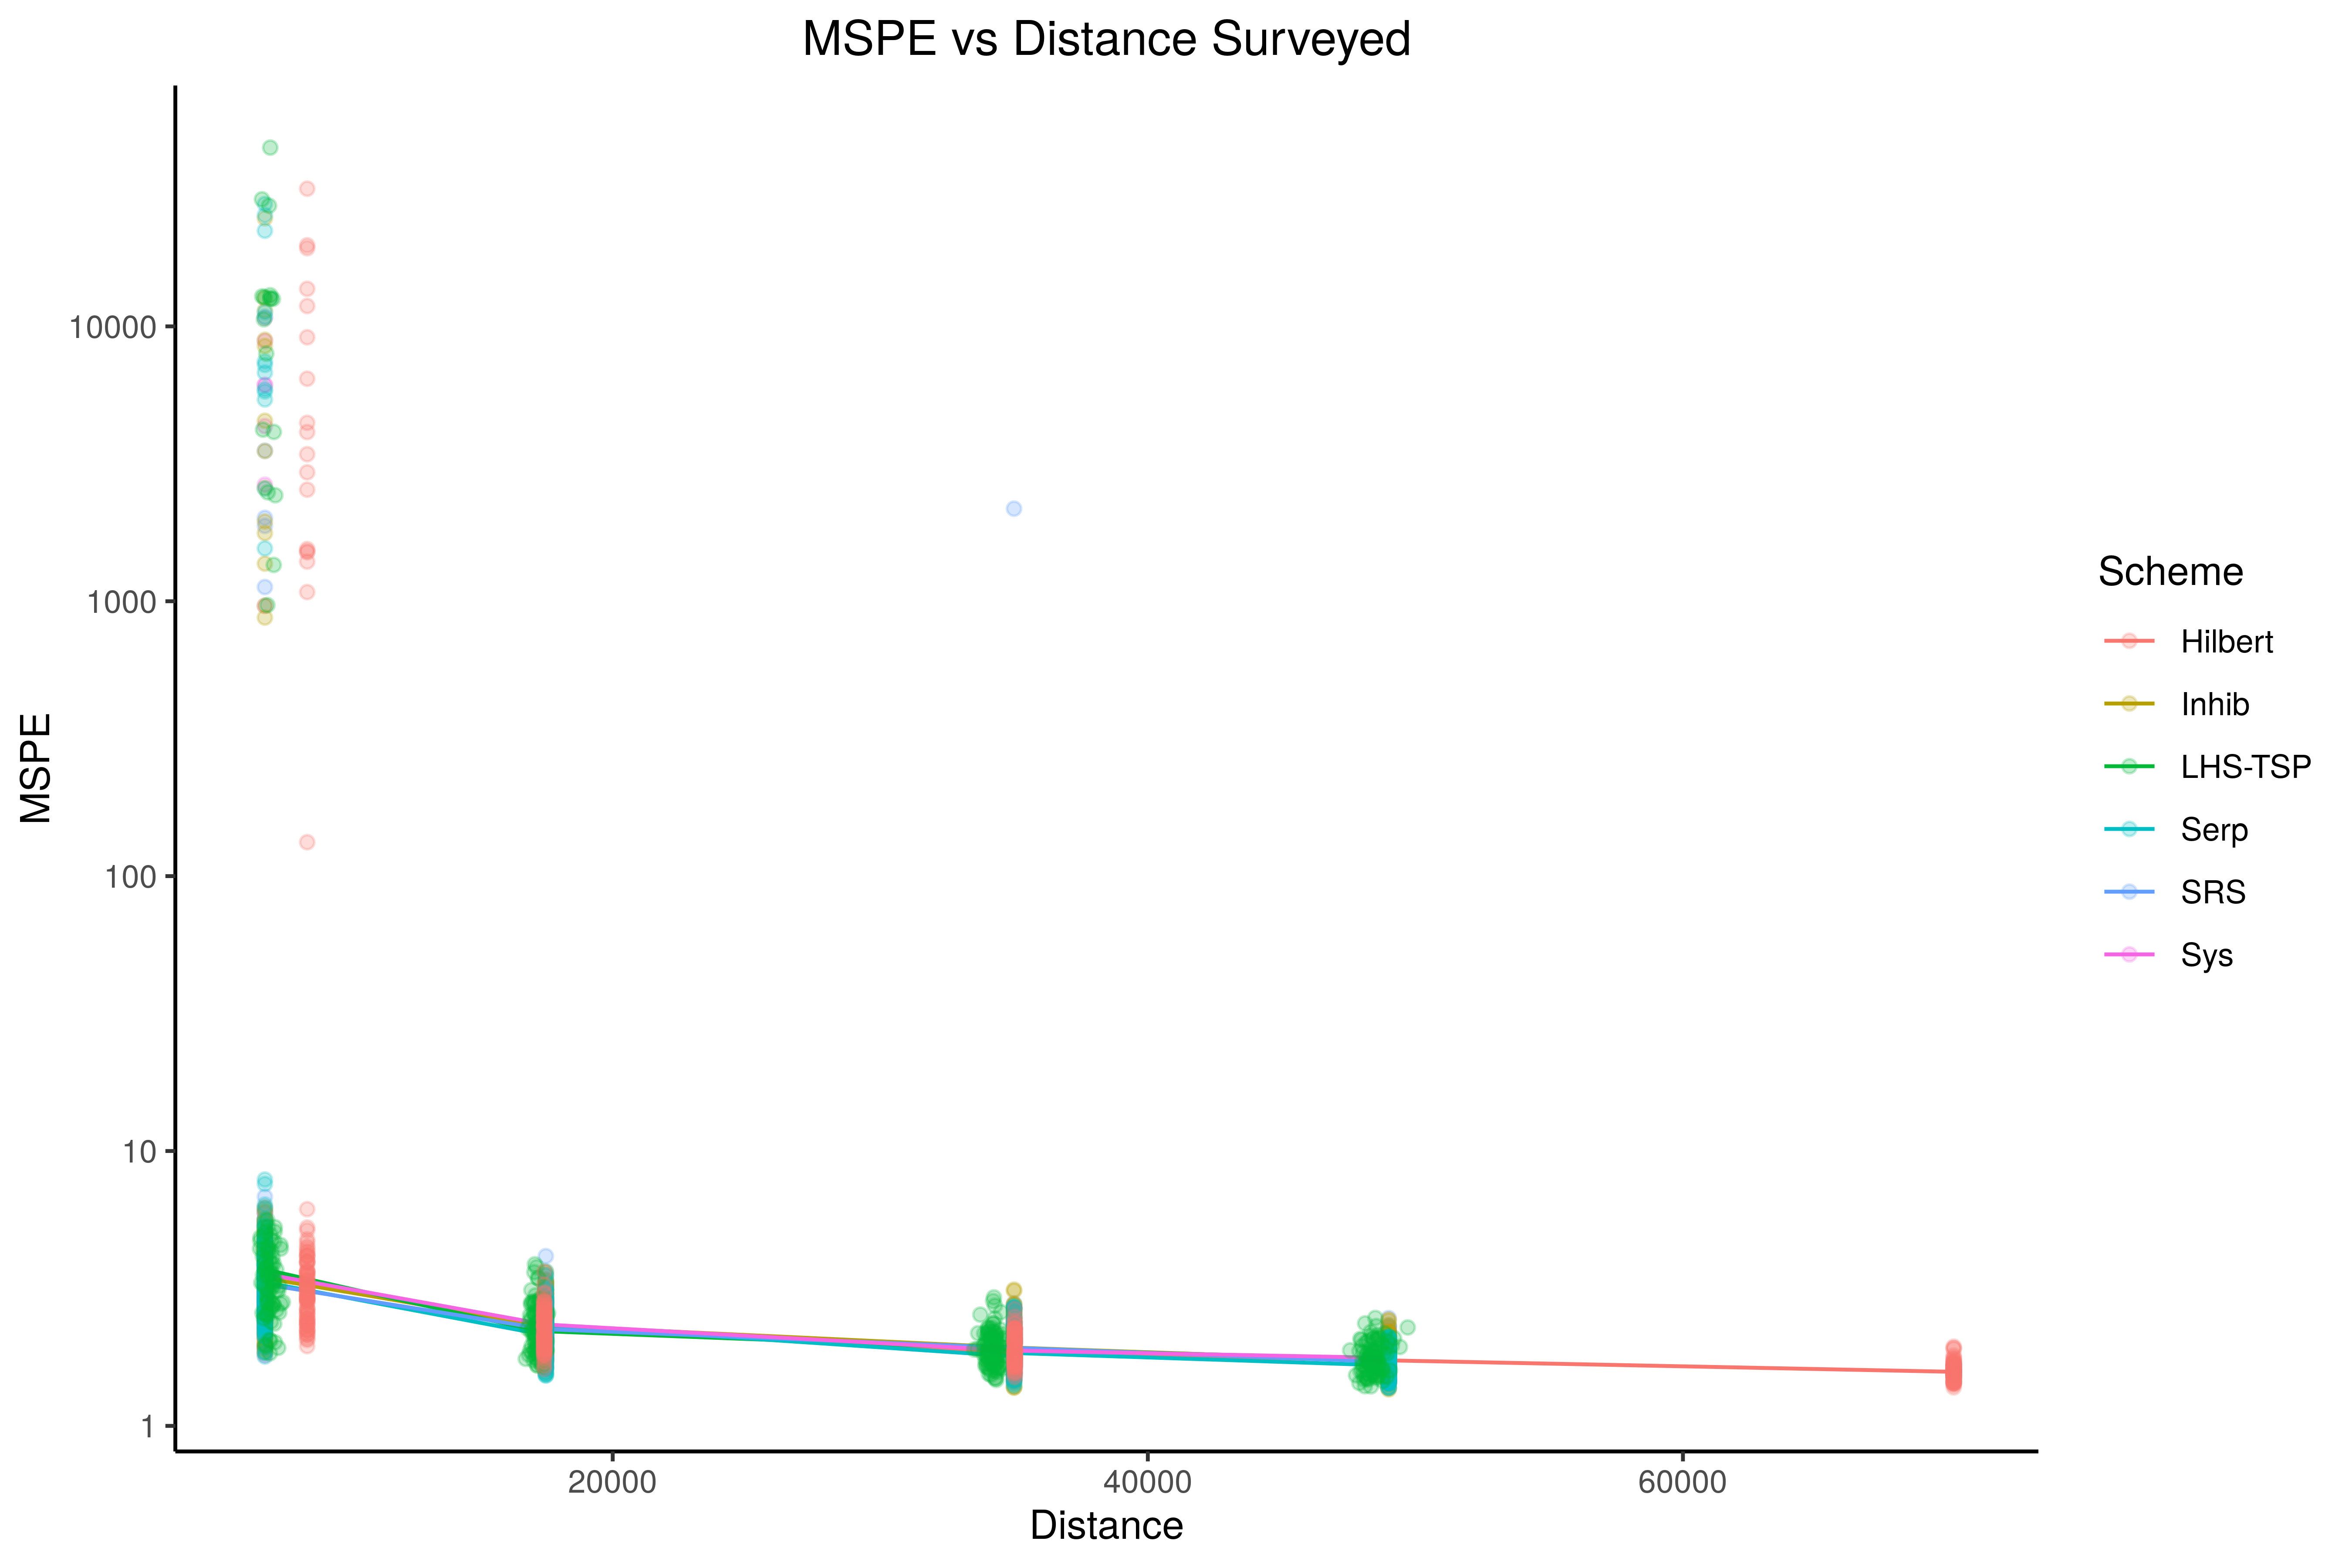 MSPE vs Distance Surveyed
MSPE
10000
1000
100
10
1
20000
40000
60000
Distance
Scheme
Hilbert
Inhib
LHS-TSP
Serp
SRS
Sys